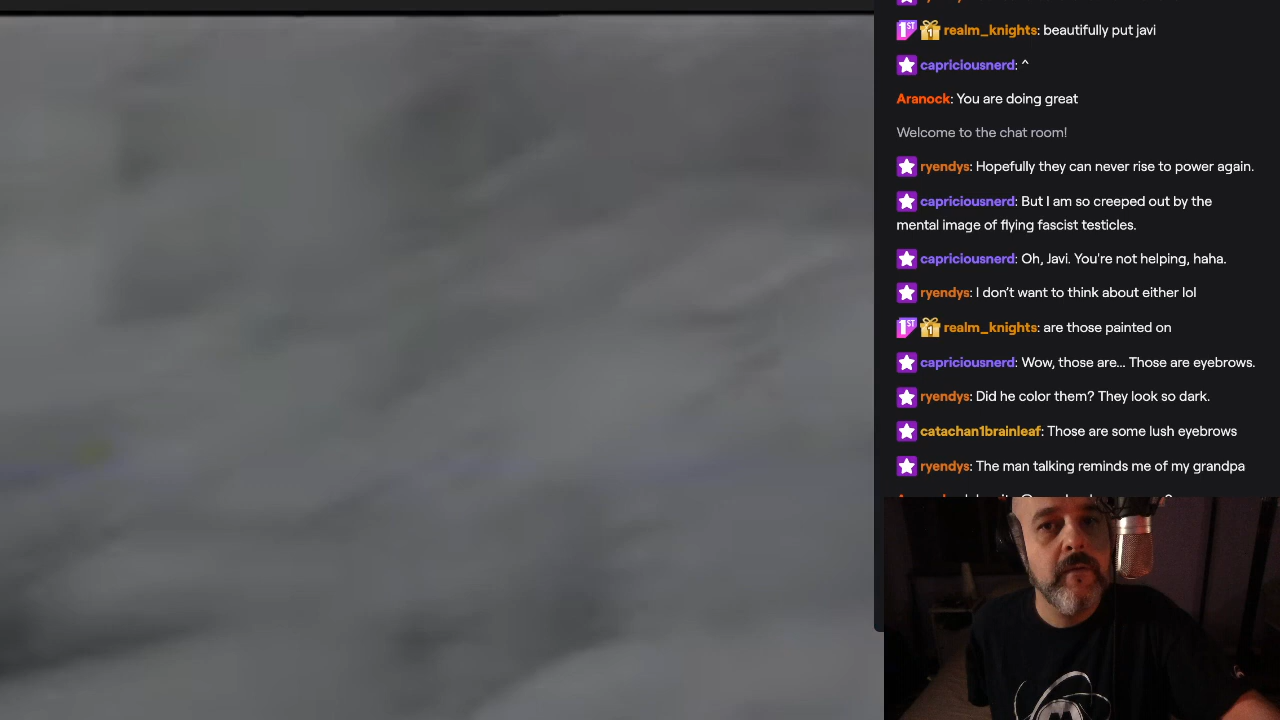 1ST 1 realm_knights: beautifully put javi
capriciousnerd: ^
Aranock: You are doing great
Welcome to the chat room!
ryendys: Hopefully they can never rise to power again.
capriciousnerd: But I am so creeped out by the
mental image of flying fascist testicles.
capriciousnerd: Oh, Javi. You're not helping, haha.
ryendys: I don't want to think about either lol
1ST 1 realm_knights: are those painted on
capriciousnerd: Wow, those are... Those are eyebrows.
ryendys: Did he color them? They look so dark.
catachan1brainleaf: Those are some lush eyebrows
ryendys: The man talking reminds me of my grandpa